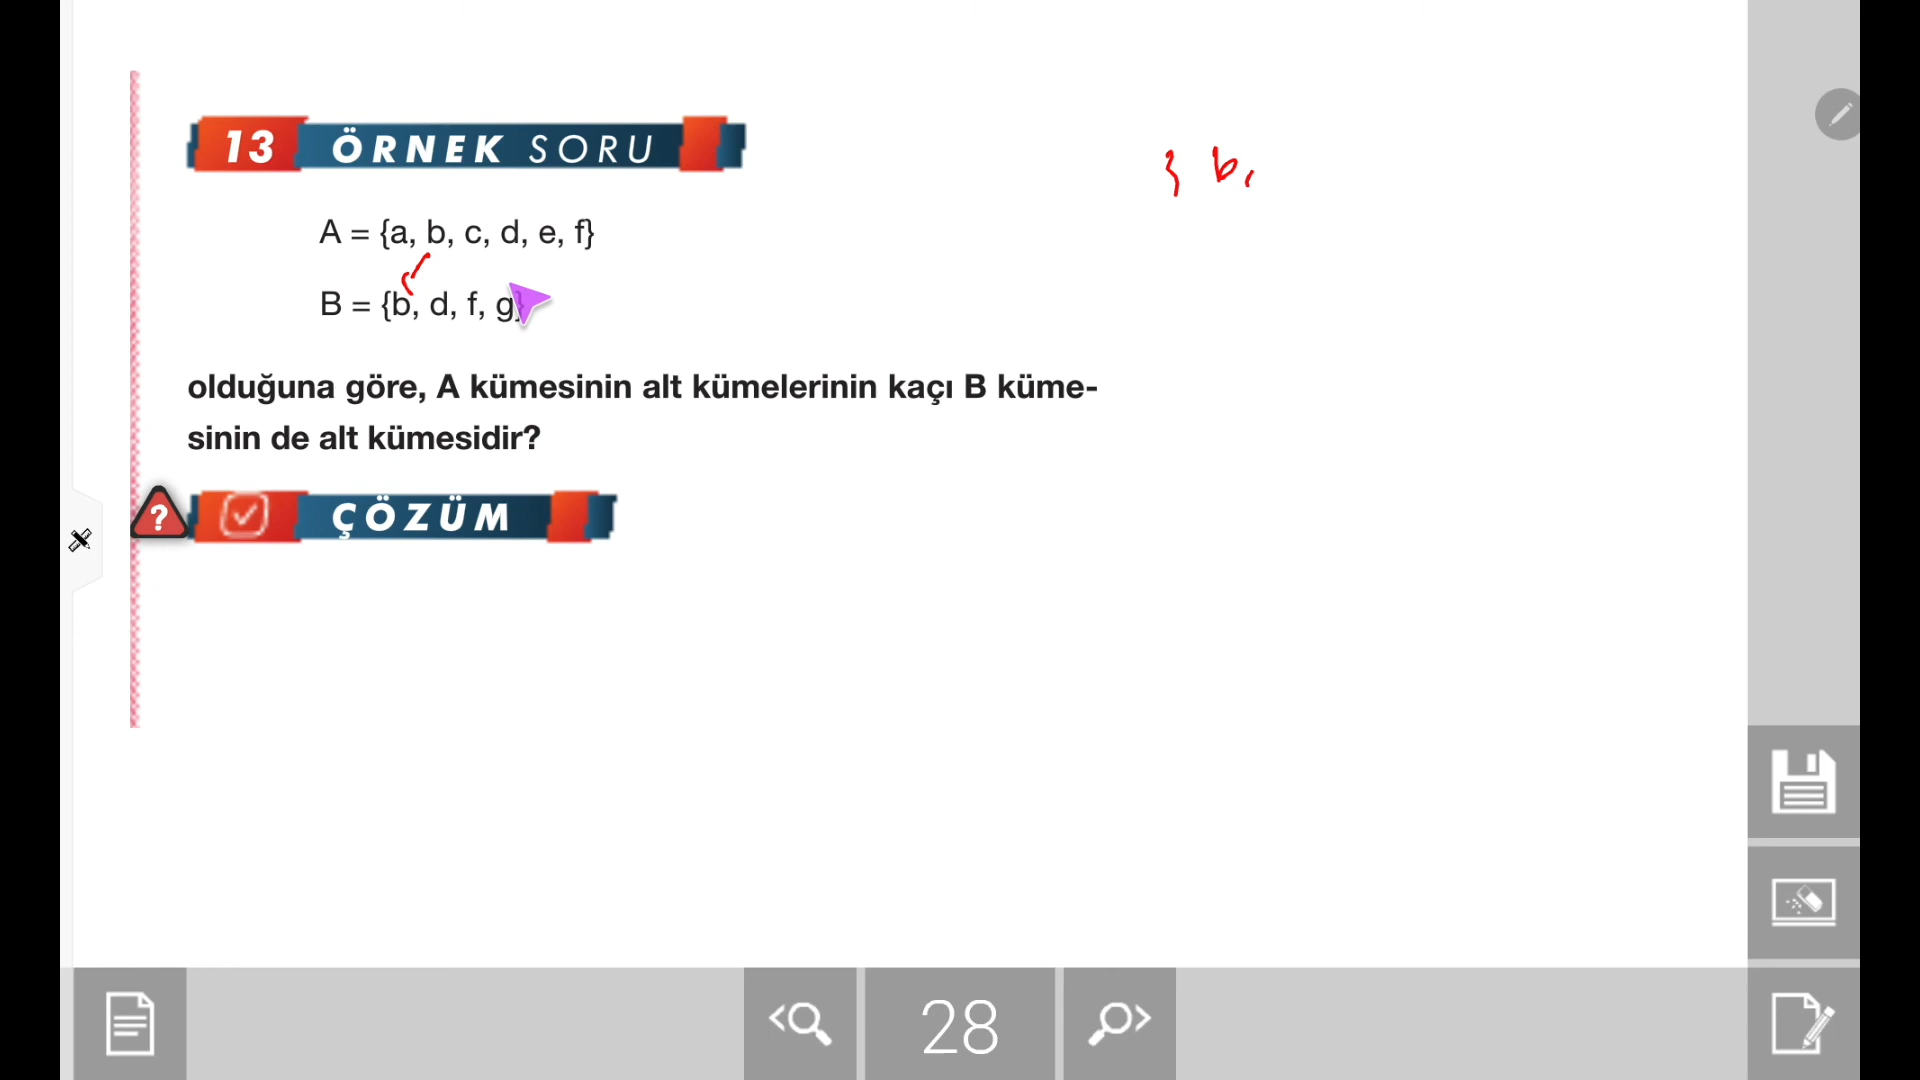 13 ÖRNEK SORU
} b,
A = {a, b, c, d, e, f}
B = {b, d, f, g}
olduğuna göre, A kümesinin alt kümelerinin kaçı B küme-
sinin de alt kümesidir?
? ÇÖZÜM
28